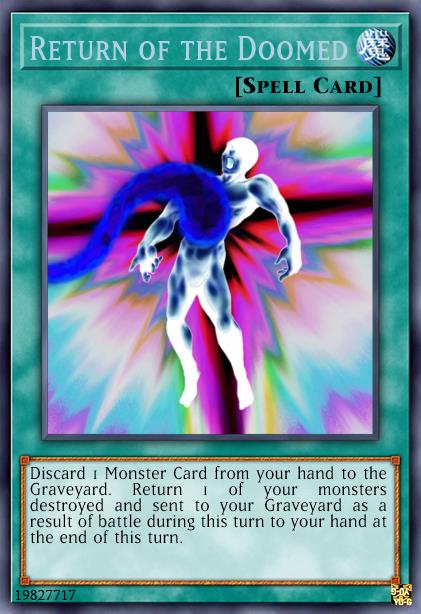 Return of the Doomed 魔
[Spell Card]
Discard 1 Monster Card from your hand to the
Graveyard. Return 1 of your monsters
destroyed and sent to your Graveyard as a
result of battle during this turn to your hand at
the end of this turn.
19827717